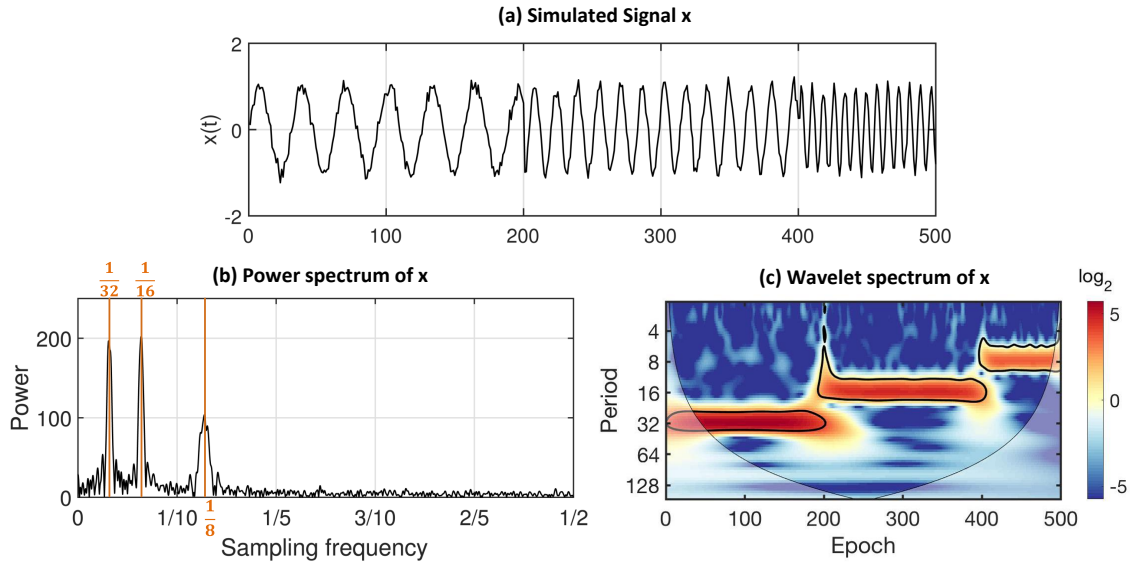 (a) Simulated Signal x
2
0
-2
x(t)
0 100 200 300 400 500
(b) Power spectrum of x
1/32 1/16
200
100
0
Power
0 1/10 1/5 3/10 2/5 1/2
1/8
Sampling frequency
(c) Wavelet spectrum of x
log2
4
8
16
32
64
128
Period
100 200 300 400 500
Epoch
5
0
-5